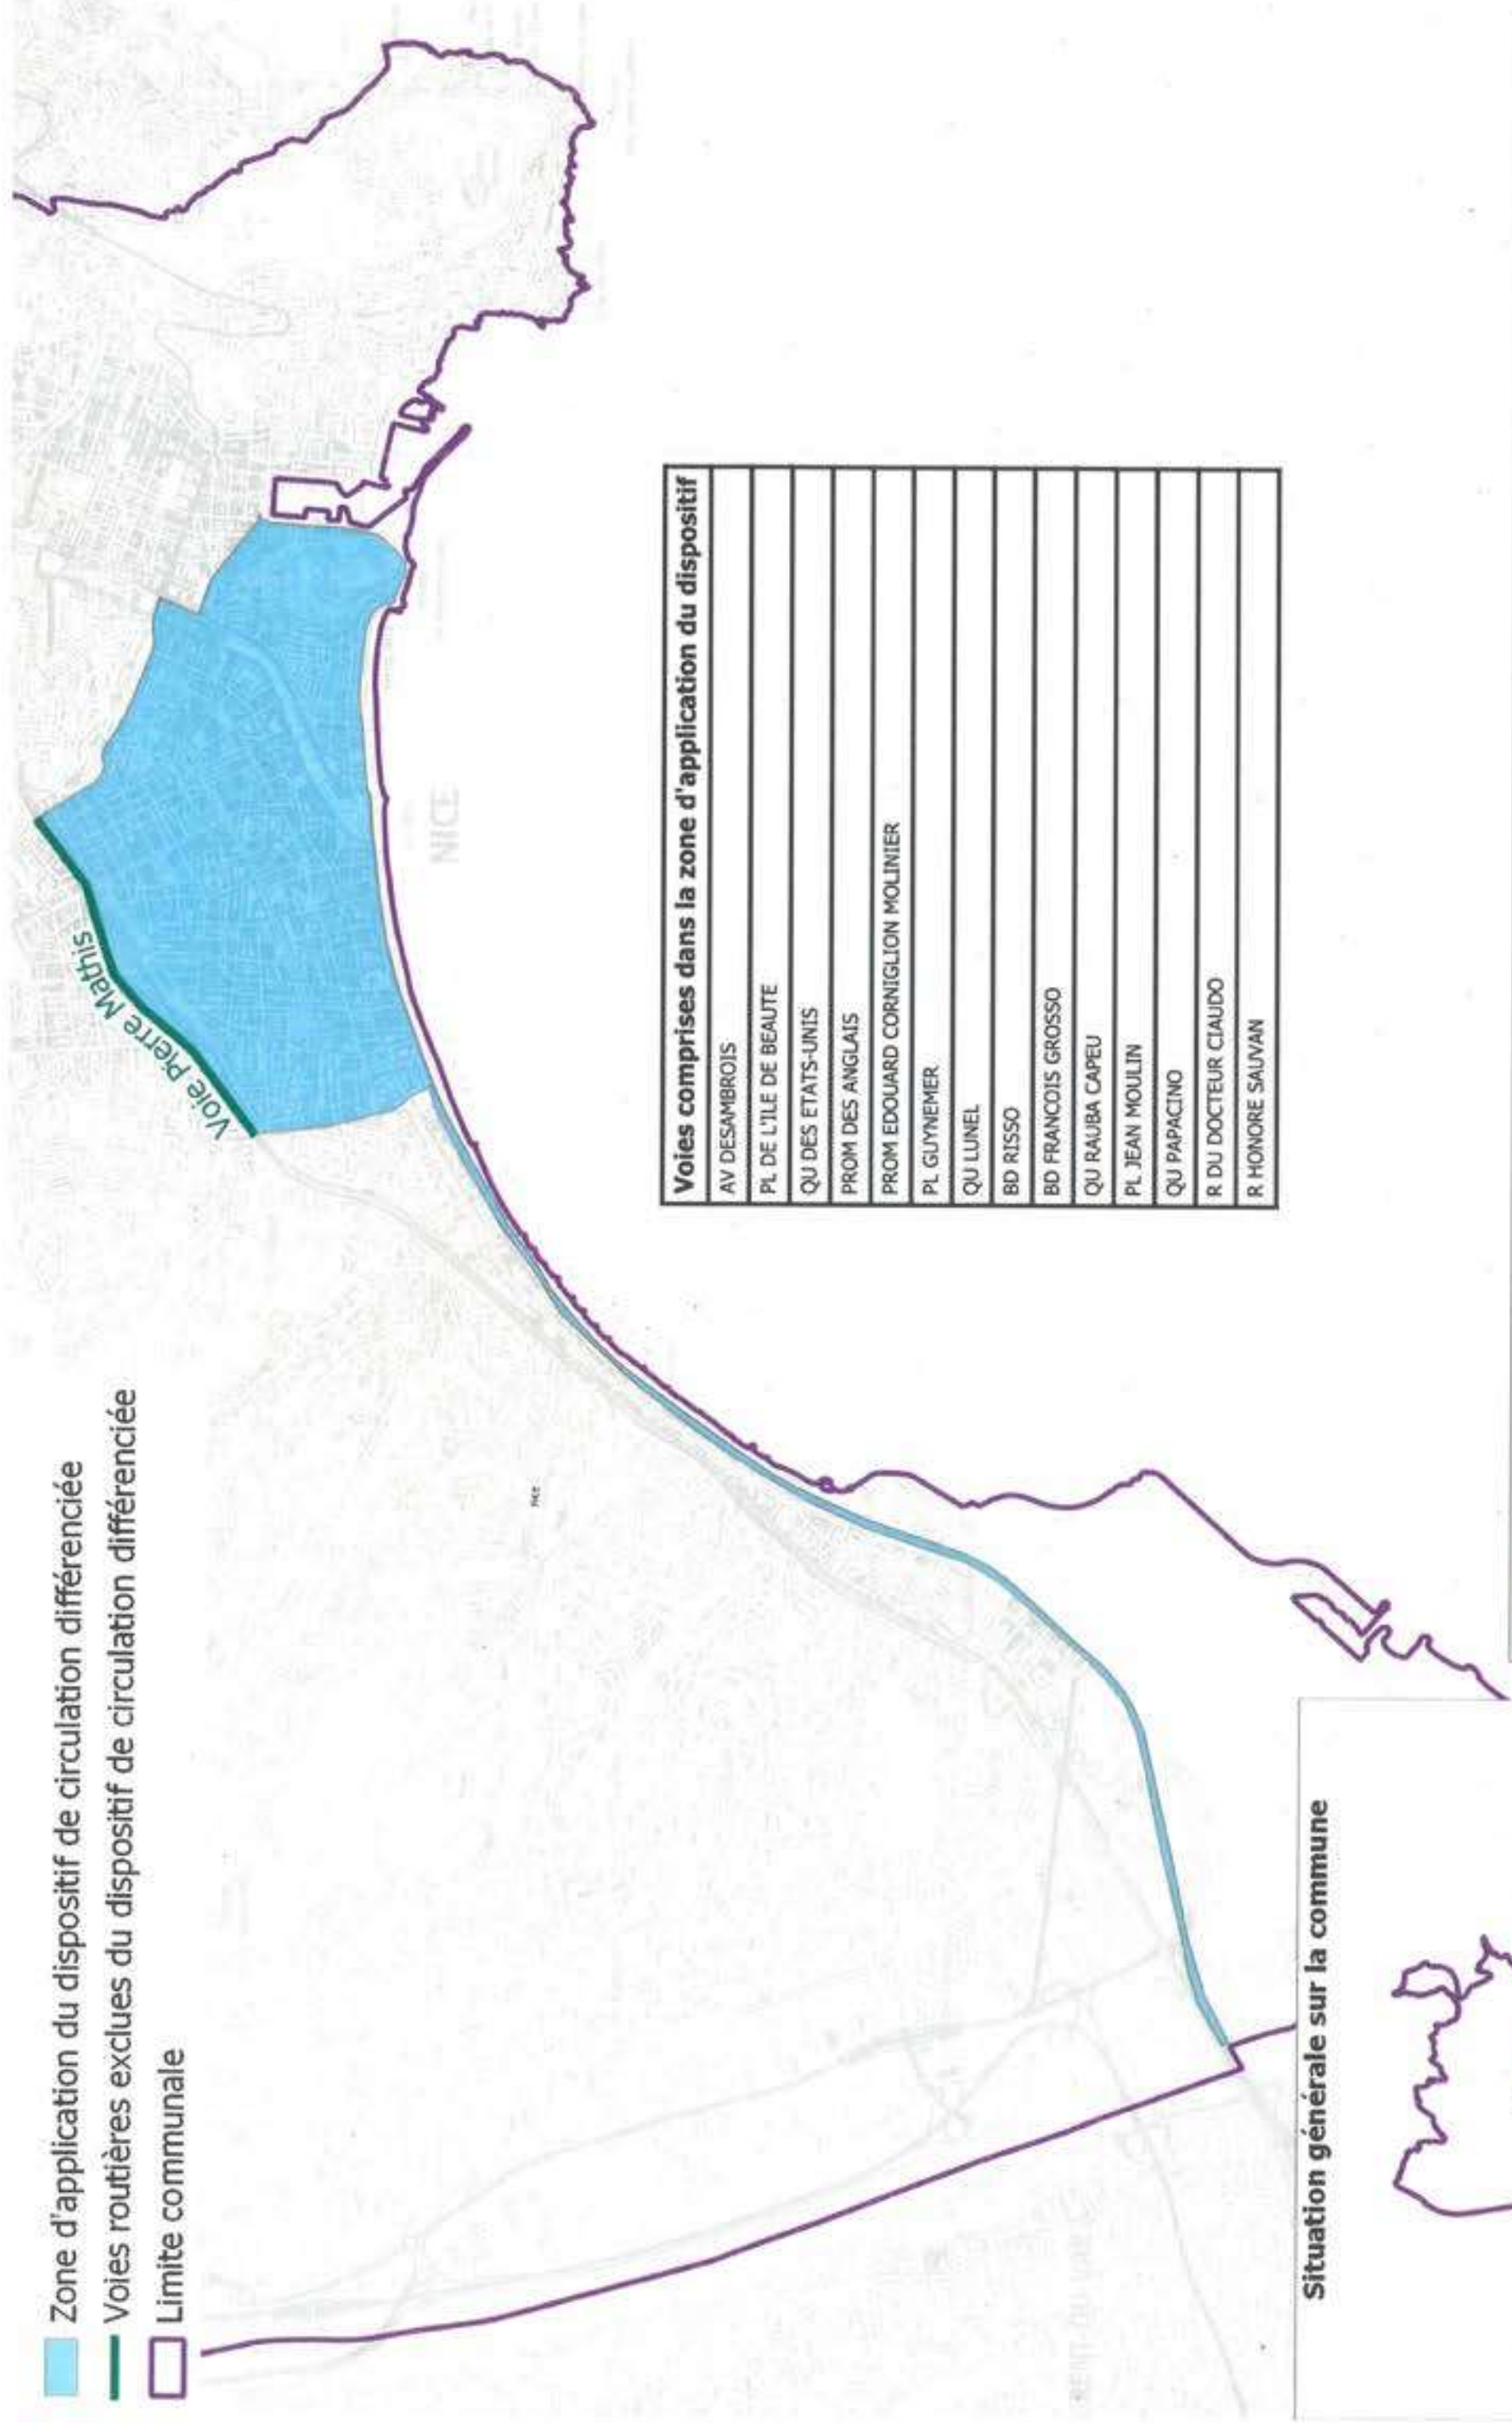 Zone d'application du dispositif de circulation différenciée
Voies routières exclues du dispositif de circulation différenciée
Limite communale
Voie Pierre Mathis
NICE
Voies comprises dans la zone d'application du dispositif
AV DESAMBROIS
PL DE L'ILE DE BEAUTE
QU DES ETATS-UNIS
PROM DES ANGLAIS
PROM EDOUARD CORNIGLION MOLINIER
PL GUYNEMER
QU LUNEL
BD RISSO
BD FRANCOIS GROSSO
QU RAUBA CAPEU
PL JEAN MOULIN
QU PAPACINO
R DU DOCTEUR CIAUDO
R HONORE SAUVAN
Situation générale sur la commune